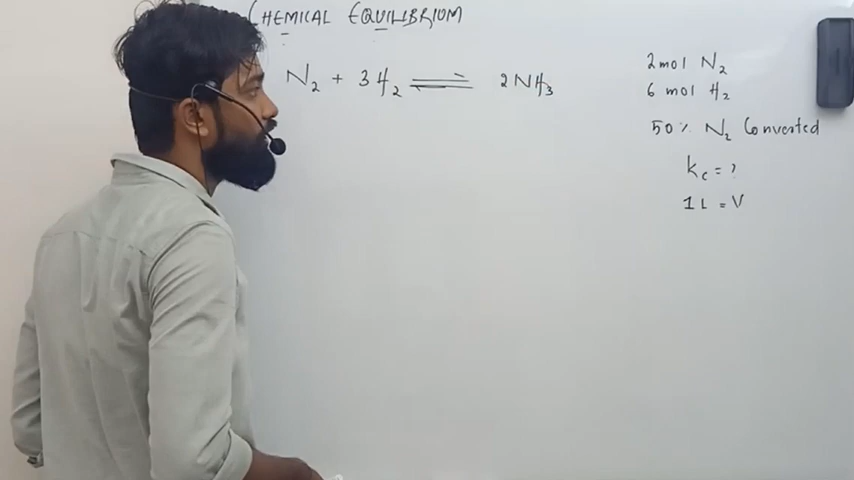 CHEMICAL EQUILIBRIUM
N₂ + 3H₂ ⇌ 2NH₃
2mol N₂
6 mol H₂
50% N₂ Converted
kc = ?
1L = V